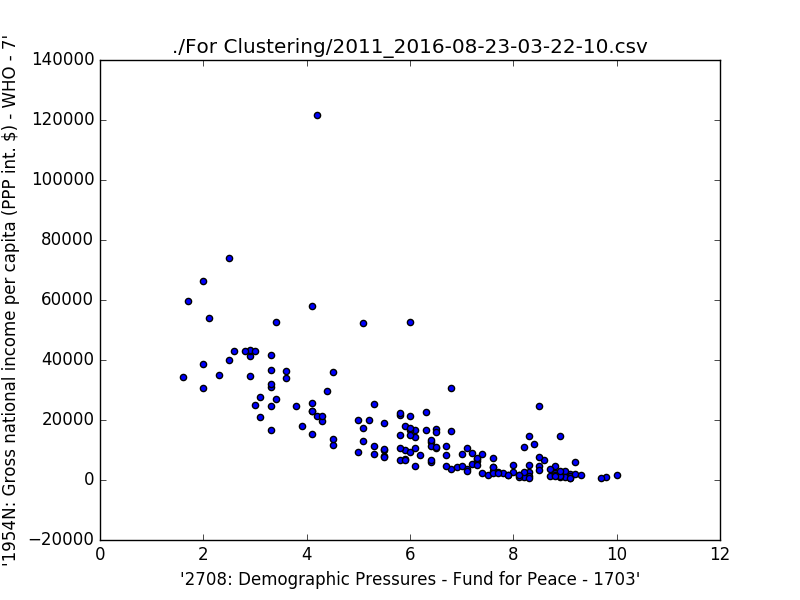 ./For Clustering/2011_2016-08-23-03-22-10.csv
'1954N: Gross national income per capita (PPP int. $) - WHO - 7'
140000
120000
100000
80000
60000
40000
20000
0
−20000
0 2 4 6 8 10 12
'2708: Demographic Pressures - Fund for Peace - 1703'